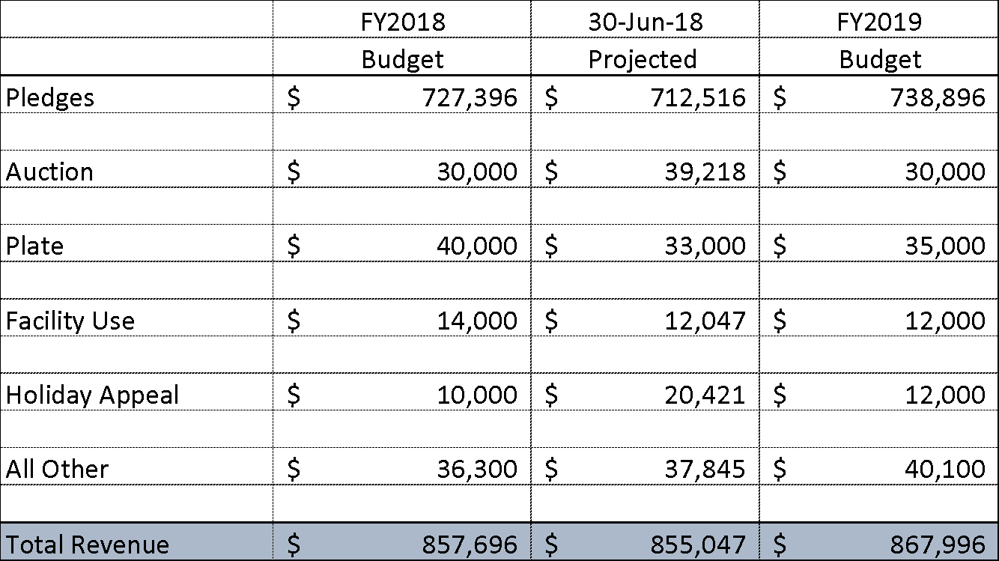 FY2018 30-Jun-18 FY2019
Budget Projected Budget
Pledges $ 727,396 $ 712,516 $ 738,896
Auction $ 30,000 $ 39,218 $ 30,000
Plate $ 40,000 $ 33,000 $ 35,000
Facility Use $ 14,000 $ 12,047 $ 12,000
Holiday Appeal $ 10,000 $ 20,421 $ 12,000
All Other $ 36,300 $ 37,845 $ 40,100
Total Revenue $ 857,696 $ 855,047 $ 867,996